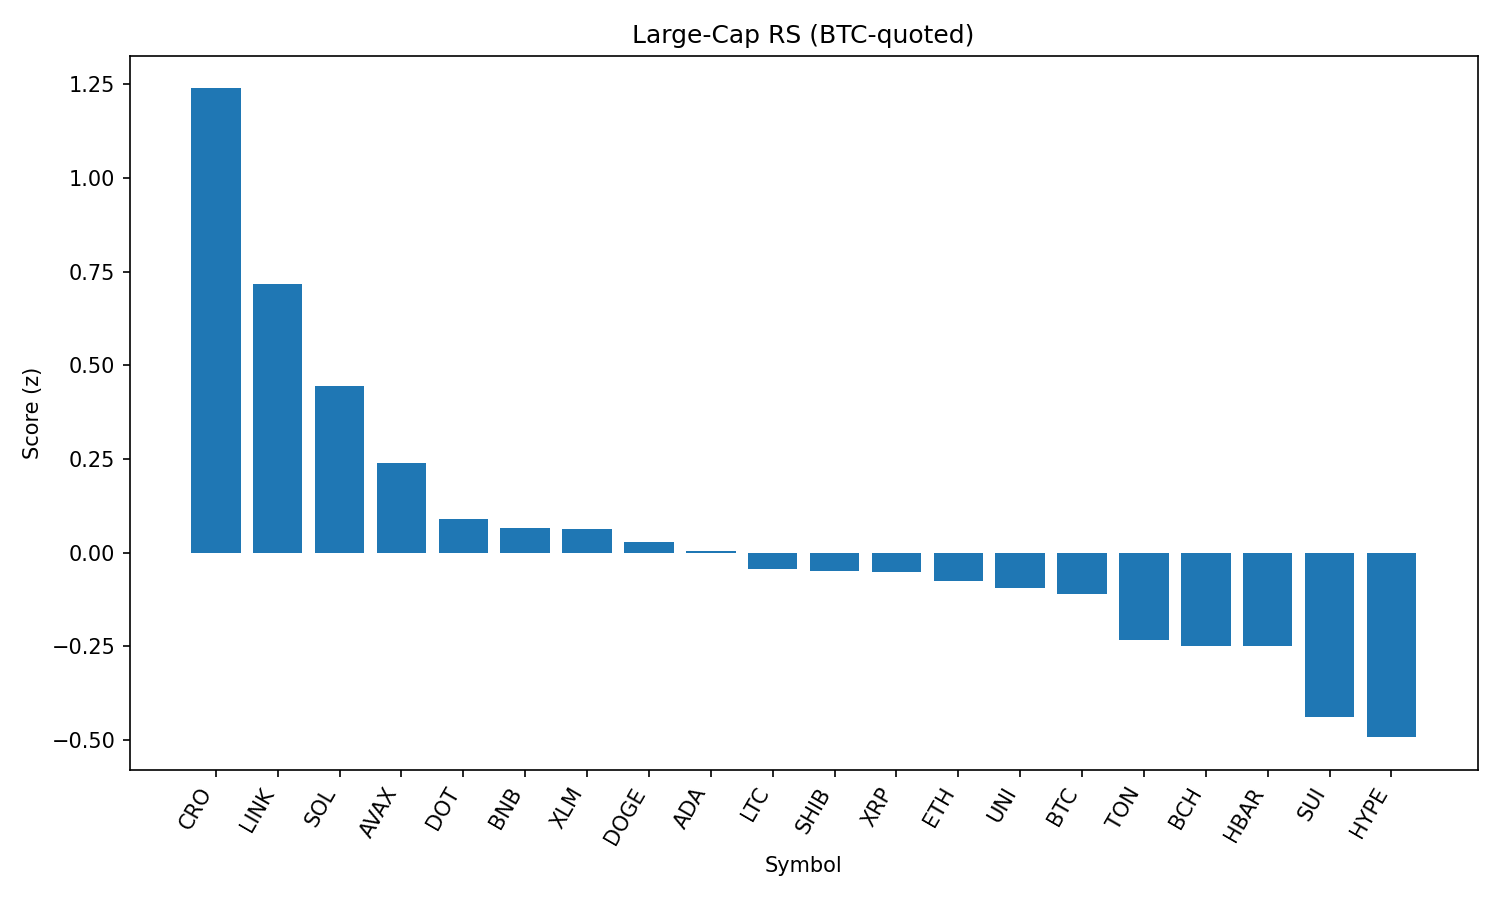 Large-Cap RS (BTC-quoted)
Score (z)
1.25
1.00
0.75
0.50
0.25
0.00
−0.25
−0.50
CRO
LINK
SOL
AVAX
DOT
BNB
XLM
DOGE
ADA
LTC
SHIB
XRP
ETH
UNI
BTC
TON
BCH
HBAR
SUI
HYPE
Symbol